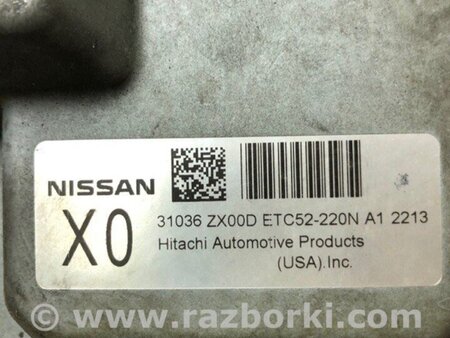 NISSAN
X0
31036 ZX00D ETC52-220N A1 2213
Hitachi Automotive Products
(USA).Inc.
www.razborki.com